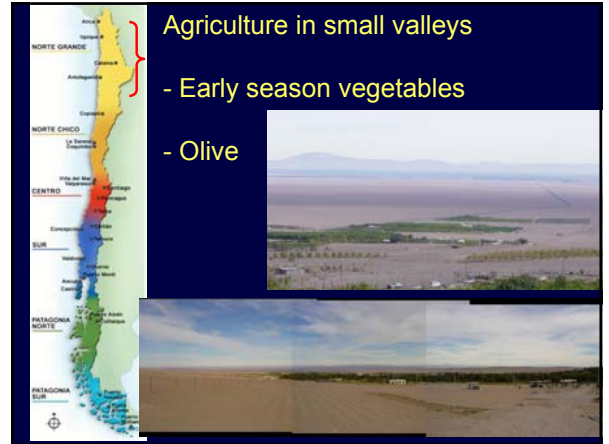 Agriculture in small valleys
- Early season vegetables
- Olive
Arica
Iquique
NORTE GRANDE
Calama
Antofagasta
Copiapó
NORTE CHICO
La Serena
Coquimbo
Viña del Mar
Valparaíso
Santiago
CENTRO
Rancagua
Talca
Concepción
Chillán
Temuco
SUR
Valdivia
Osorno
Puerto Montt
Ancud
Castro
PATAGONIA
NORTE
Puerto Aisén
Coihaique
PATAGONIA
SUR
Puerto